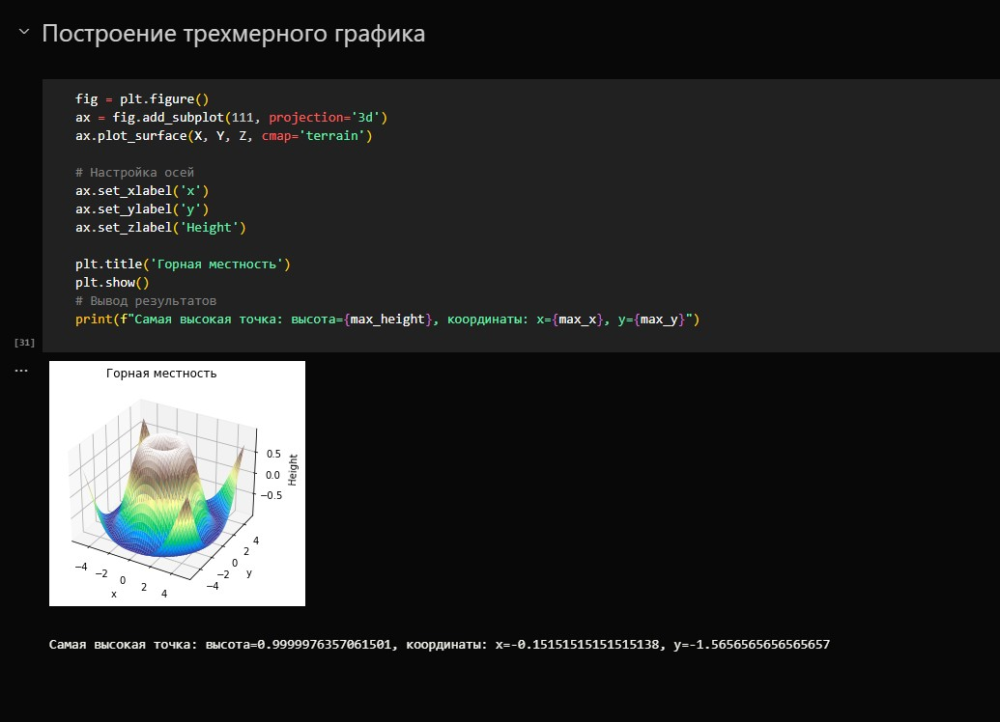 Построение трехмерного графика
fig = plt.figure()
ax = fig.add_subplot(111, projection='3d')
ax.plot_surface(X, Y, Z, cmap='terrain')
# Настройка осей
ax.set_xlabel('x')
ax.set_ylabel('y')
ax.set_zlabel('Height')
plt.title('Горная местность')
plt.show()
# Вывод результатов
print(f"Самая высокая точка: высота={max_height}, координаты: x={max_x}, y={max_y}")
[31]
...
Горная местность
0.5
0.0
−0.5
Height
4
2
0
−2
−4
y
−4
−2
0
2
4
x
Самая высокая точка: высота=0.9999976357061501, координаты: x=-0.15151515151515138, y=-1.5656565656565657